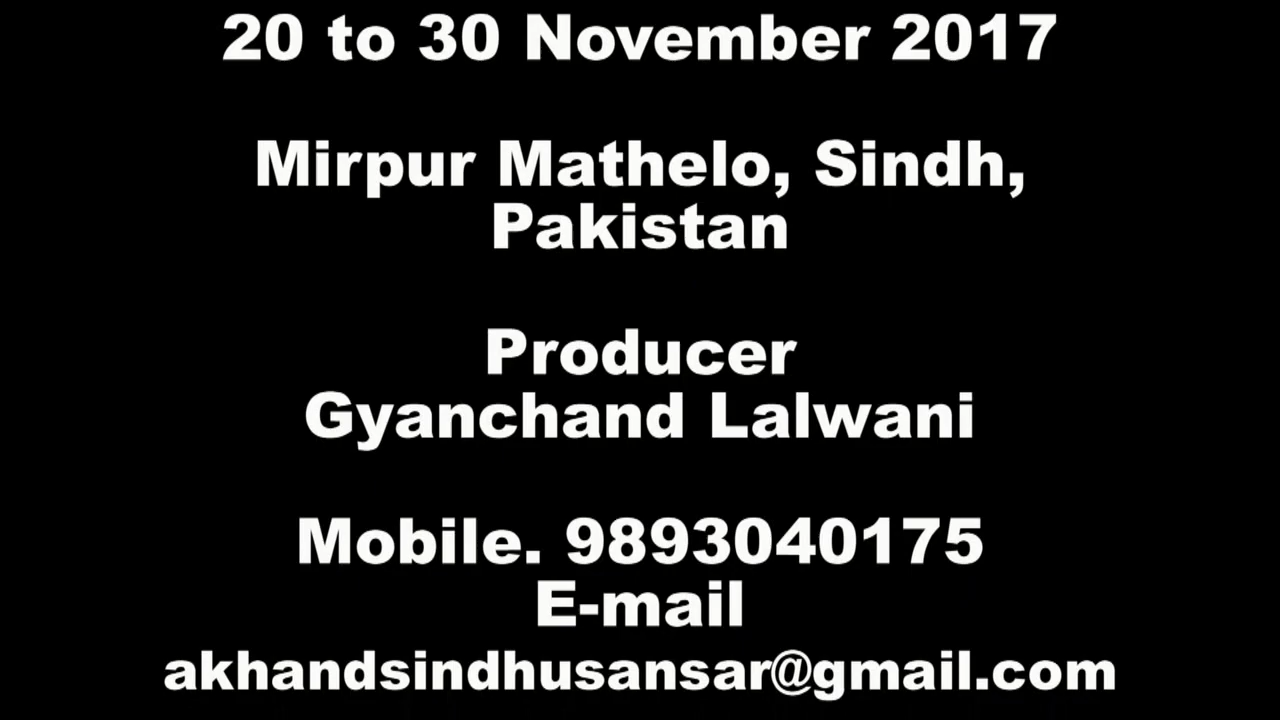 20 to 30 November 2017
Mirpur Mathelo, Sindh,
Pakistan
Producer
Gyanchand Lalwani
Mobile. 9893040175
E-mail
akhandsindhusansar@gmail.com